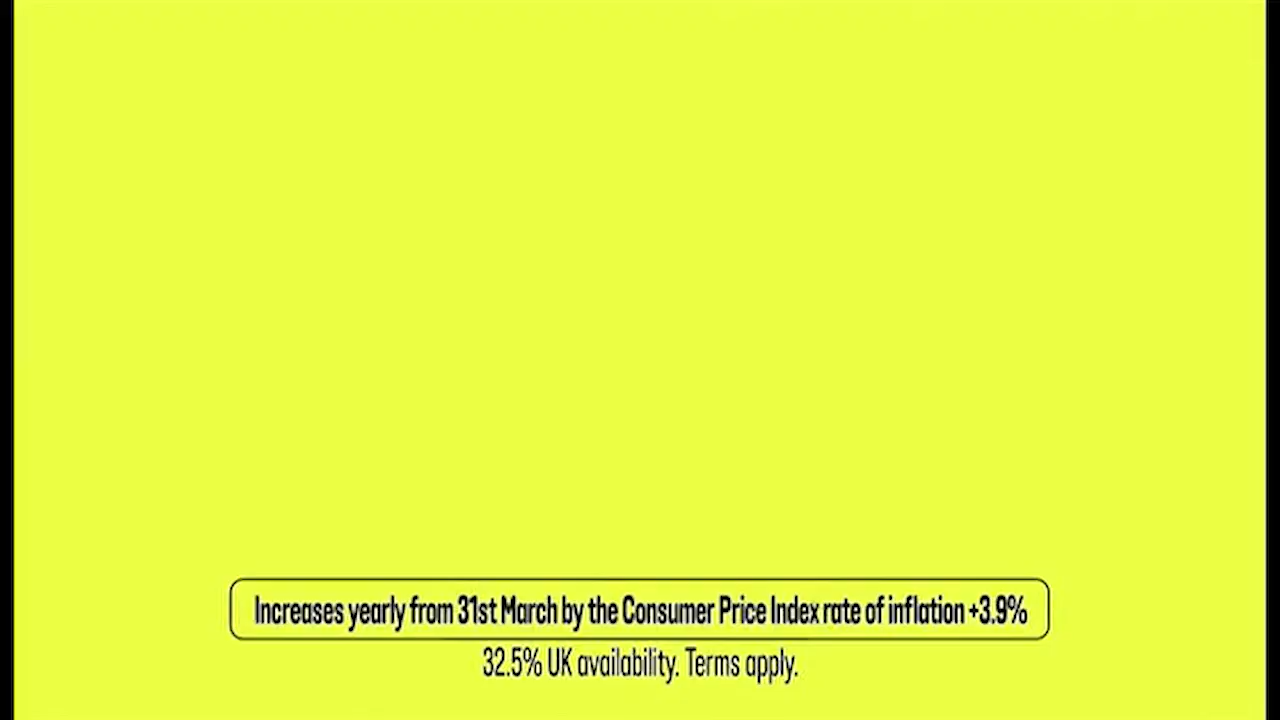 Increases yearly from 31st March by the Consumer Price Index rate of inflation +3.9%
32.5% UK availability. Terms apply.